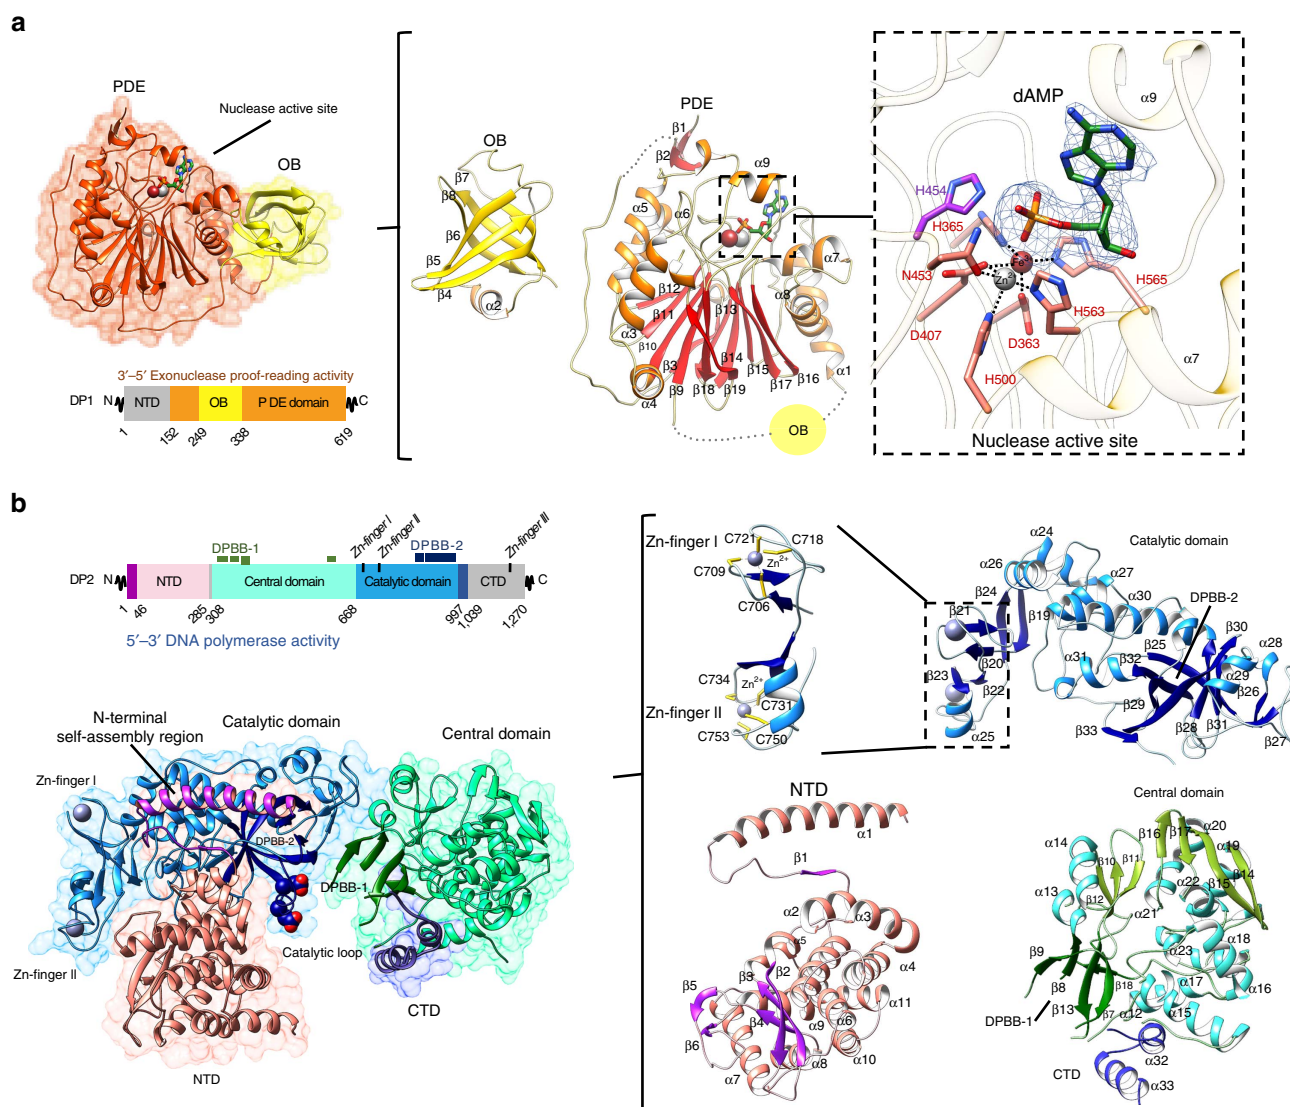 a
PDE
Nuclease active site
OB
3′–5′ Exonuclease proof-reading activity
DP1 N NTD OB P DE domain C
1 152 249 338 619
OB
β7
β8
β6
β5
β4
α2
PDE
β1
β2
α9
α5
α6
α7
β12
α8
β11
β13
α3
β10
β14
β3
β15
α1
β16
β17
α4
β9
β18
β19
OB
dAMP
α9
H454
H365
Fe3
N453
Zn2
H565
H563
D407
D363
α7
H500
Nuclease active site
b
DPBB-1
Zn-finger I
Zn-finger II
DPBB-2
Zn-finger III
DP2 N NTD Central domain Catalytic domain CTD C
1 46 285 308 668 997 1,039 1,270
5′–3′ DNA polymerase activity
N-terminal
self-assembly region
Catalytic domain
Central domain
Zn-finger I
DPBB-2
DPBB-1
Catalytic loop
Zn-finger II
CTD
NTD
Zn-finger I
C721
C718
Zn2+
C709
C706
C734
Zn2+
C731
Zn-finger II
C753
C750
α24
Catalytic domain
α26
α27
β24
α30
DPBB-2
β21
β19
β30
β25
α28
α31
β32
β20
β23
α29
β22
β26
β29
β33
β28
β31
α25
β27
NTD
α1
β1
α2
α3
α5
α4
β3
β2
β5
α11
β4
α9
α6
β6
α8
α10
α7
Central domain
β16
β17
α20
α14
α19
β10
β11
α22
β15
β14
α13
β12
α21
α18
β9
α23
β8
β18
α17
α16
β13
β7
α12
α15
DPBB-1
α32
CTD
α33